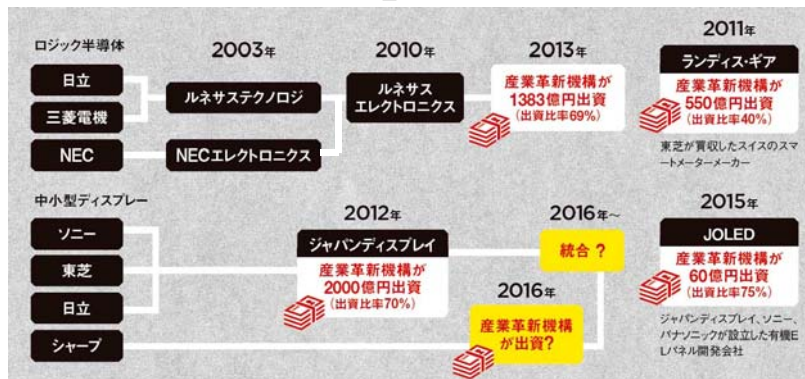 ロジック半導体
2003年
2010年
2013年
2011年
日立
三菱電機
NEC
ルネサステクノロジ
NECエレクトロニクス
ルネサス
エレクトロニクス
産業革新機構が
1383億円出資
(出資比率69%)
ランディス・ギア
産業革新機構が
550億円出資
(出資比率40%)
東芝が買収したスイスのスマ
ートメーターメーカー
中小型ディスプレー
2012年
2016年~
2015年
ソニー
東芝
日立
シャープ
ジャパンディスプレイ
産業革新機構が
2000億円出資
(出資比率70%)
統合?
2016年
産業革新機構
が出資?
JOLED
産業革新機構が
60億円出資
(出資比率75%)
ジャパンディスプレイ、ソニー、
パナソニックが設立した有機E
Lパネル開発会社